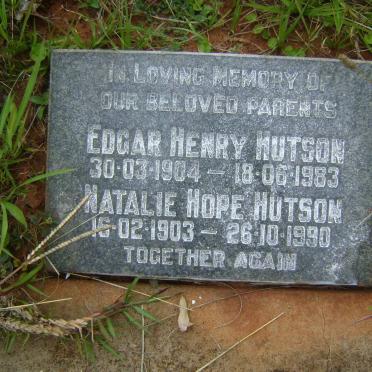 In Loving Memory of
our beloved parents
Edgar Henry Hutson
30·03·1904 — 18·06·1983
Natalie Hope Hutson
16·02·1903 — 26·10·1990
Together Again